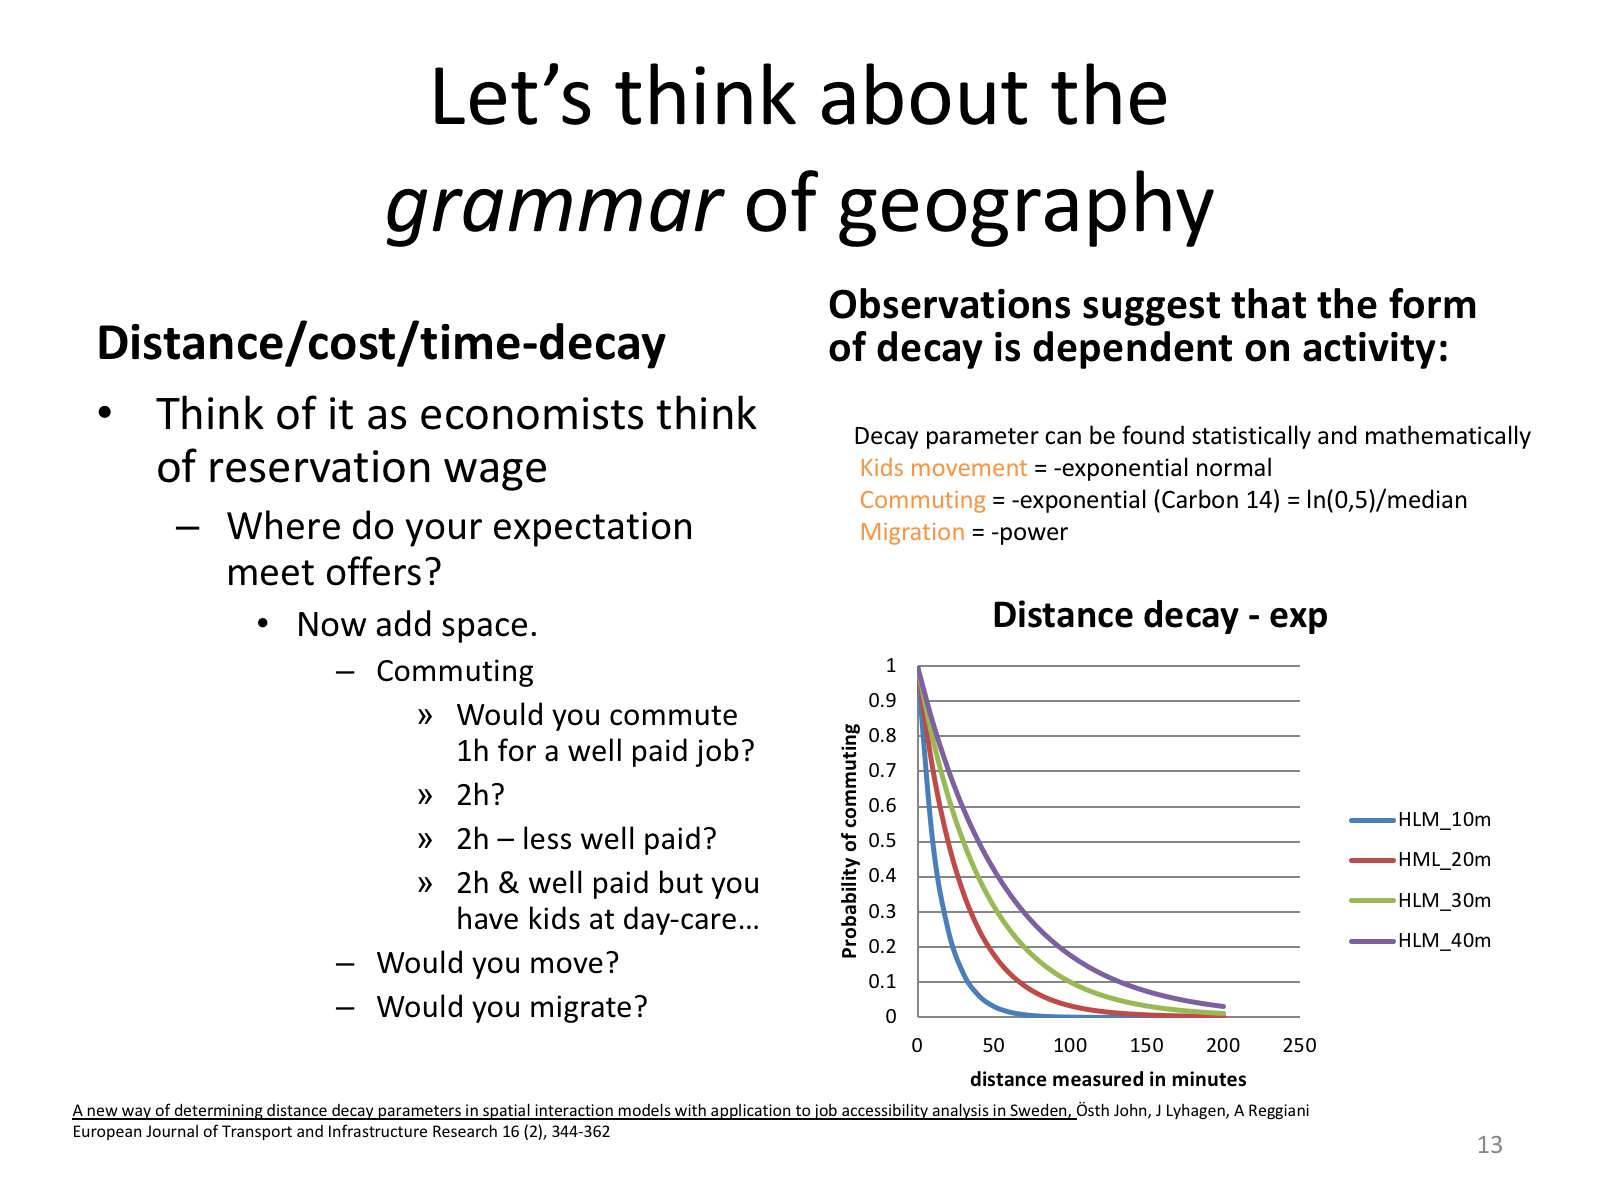 Let’s think about the
grammar of geography
Distance/cost/time-decay
• Think of it as economists think
of reservation wage
– Where do your expectation
meet offers?
• Now add space.
– Commuting
» Would you commute
1h for a well paid job?
» 2h?
» 2h – less well paid?
» 2h & well paid but you
have kids at day-care…
– Would you move?
– Would you migrate?
Observations suggest that the form
of decay is dependent on activity:
Decay parameter can be found statistically and mathematically
Kids movement = -exponential normal
Commuting = -exponential (Carbon 14) = ln(0,5)/median
Migration = -power
Distance decay - exp
Probability of commuting
1
0.9
0.8
0.7
0.6
0.5
0.4
0.3
0.2
0.1
0
0 50 100 150 200 250
distance measured in minutes
HLM_10m
HML_20m
HLM_30m
HLM_40m
A new way of determining distance decay parameters in spatial interaction models with application to job accessibility analysis in Sweden, Östh John, J Lyhagen, A Reggiani
European Journal of Transport and Infrastructure Research 16 (2), 344-362
13